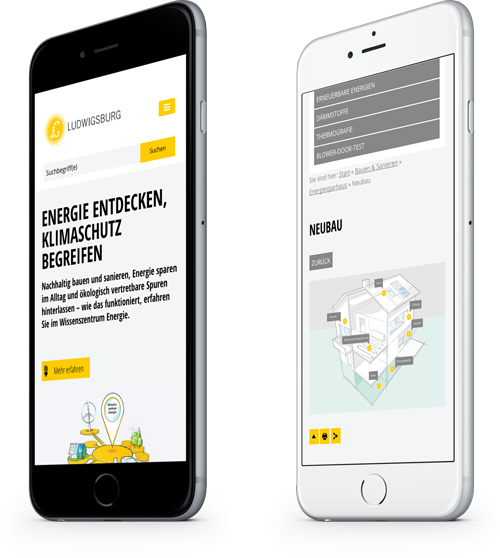 LUDWIGSBURG
Suchbegriff(e)
Suchen
ENERGIE ENTDECKEN,
KLIMASCHUTZ
BEGREIFEN
Nachhaltig bauen und sanieren, Energie sparen
im Alltag und ökologisch vertretbare Spuren
hinterlassen – wie das funktioniert, erfahren
Sie im Wissenszentrum Energie.
Mehr erfahren
ERNEUERBARE ENERGIEN
DÄMMSTOFFE
THERMOGRAFIE
BLOWER-DOOR-TEST
Sie sind hier: Start » Bauen & Sanieren »
Energiesparhaus » Neubau
NEUBAU
ZURÜCK